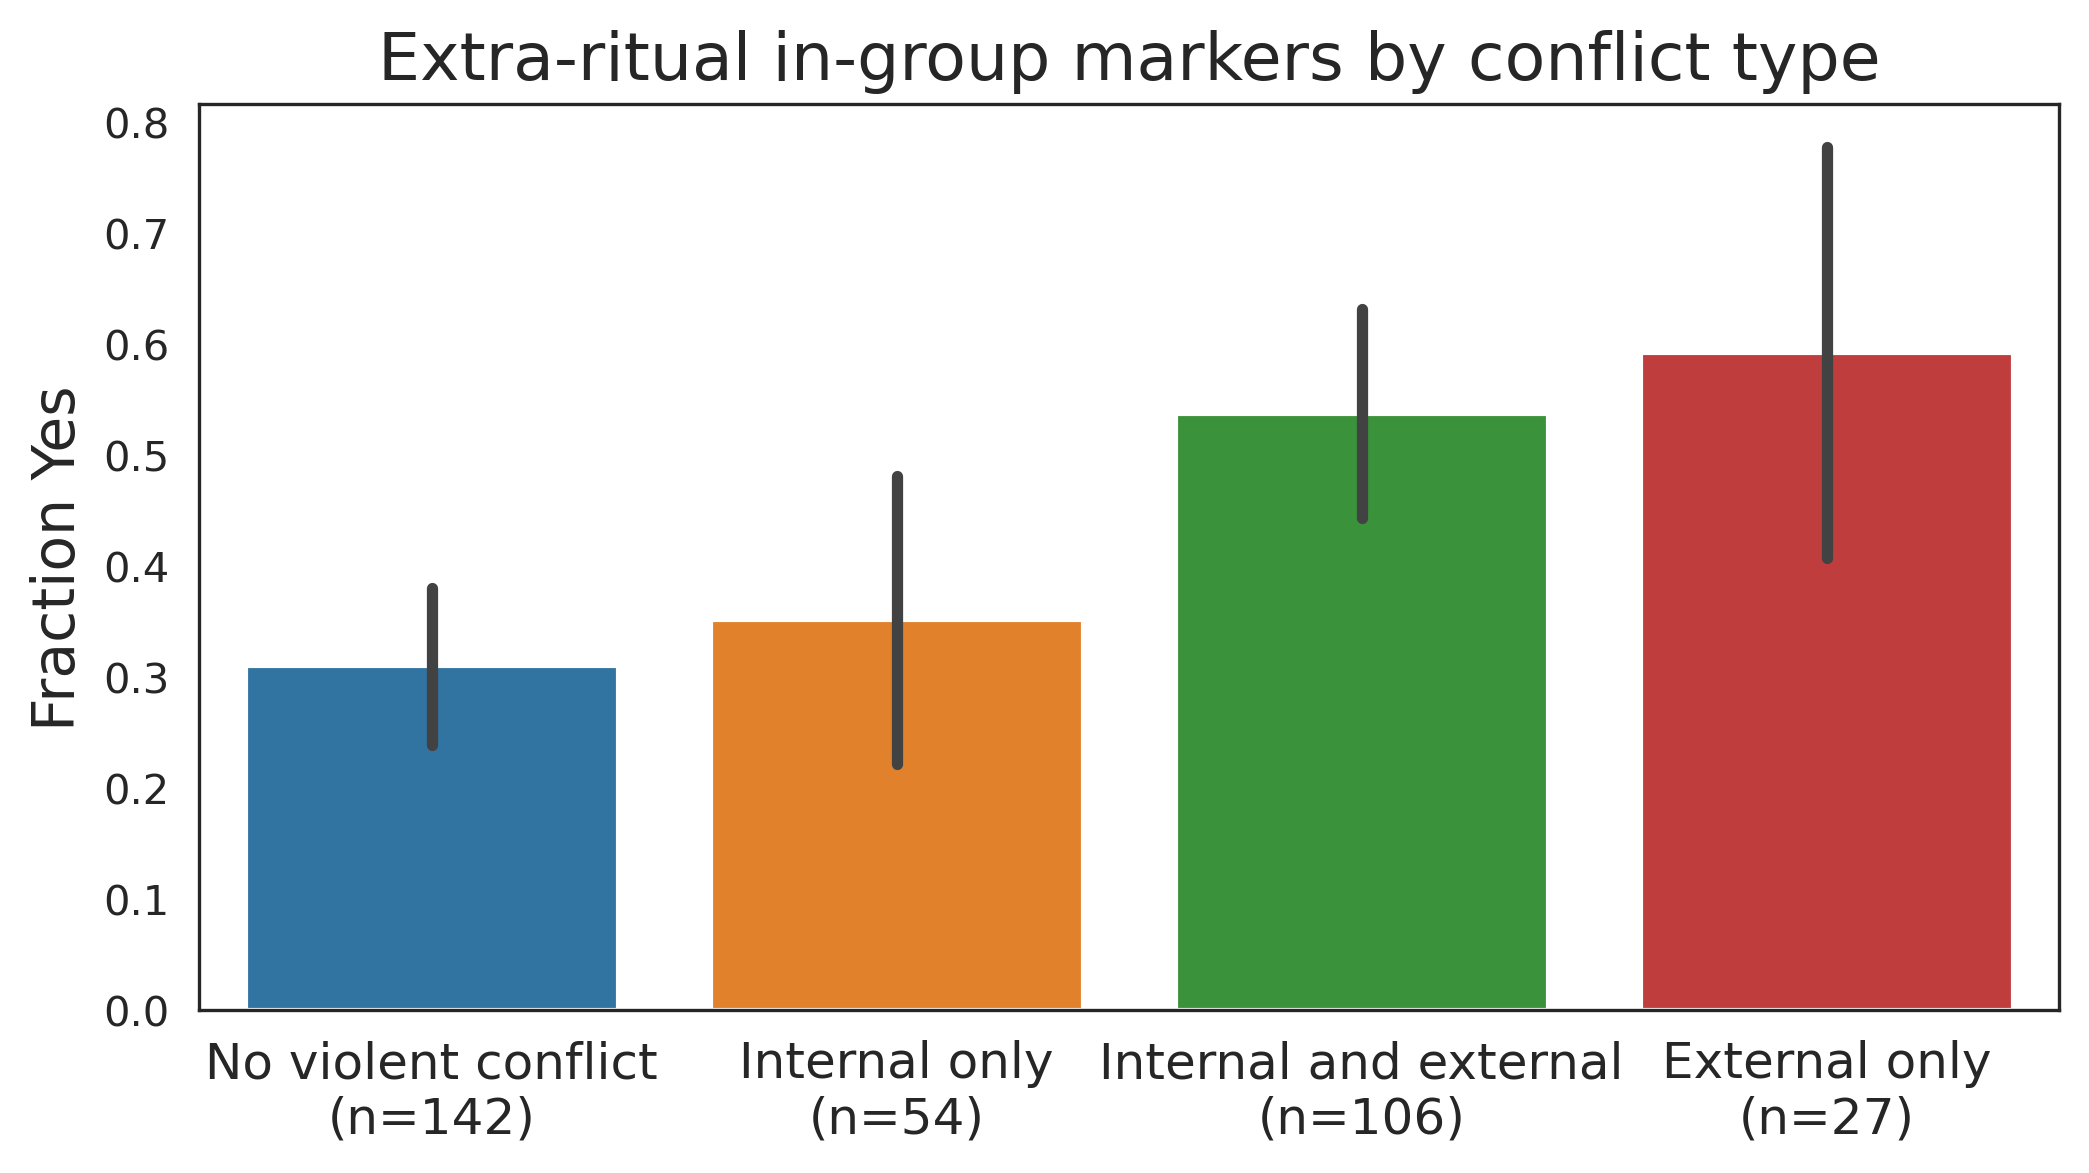 Extra-ritual in-group markers by conflict type
Fraction Yes
0.8
0.7
0.6
0.5
0.4
0.3
0.2
0.1
0.0
No violent conflict
(n=142)
Internal only
(n=54)
Internal and external
(n=106)
External only
(n=27)